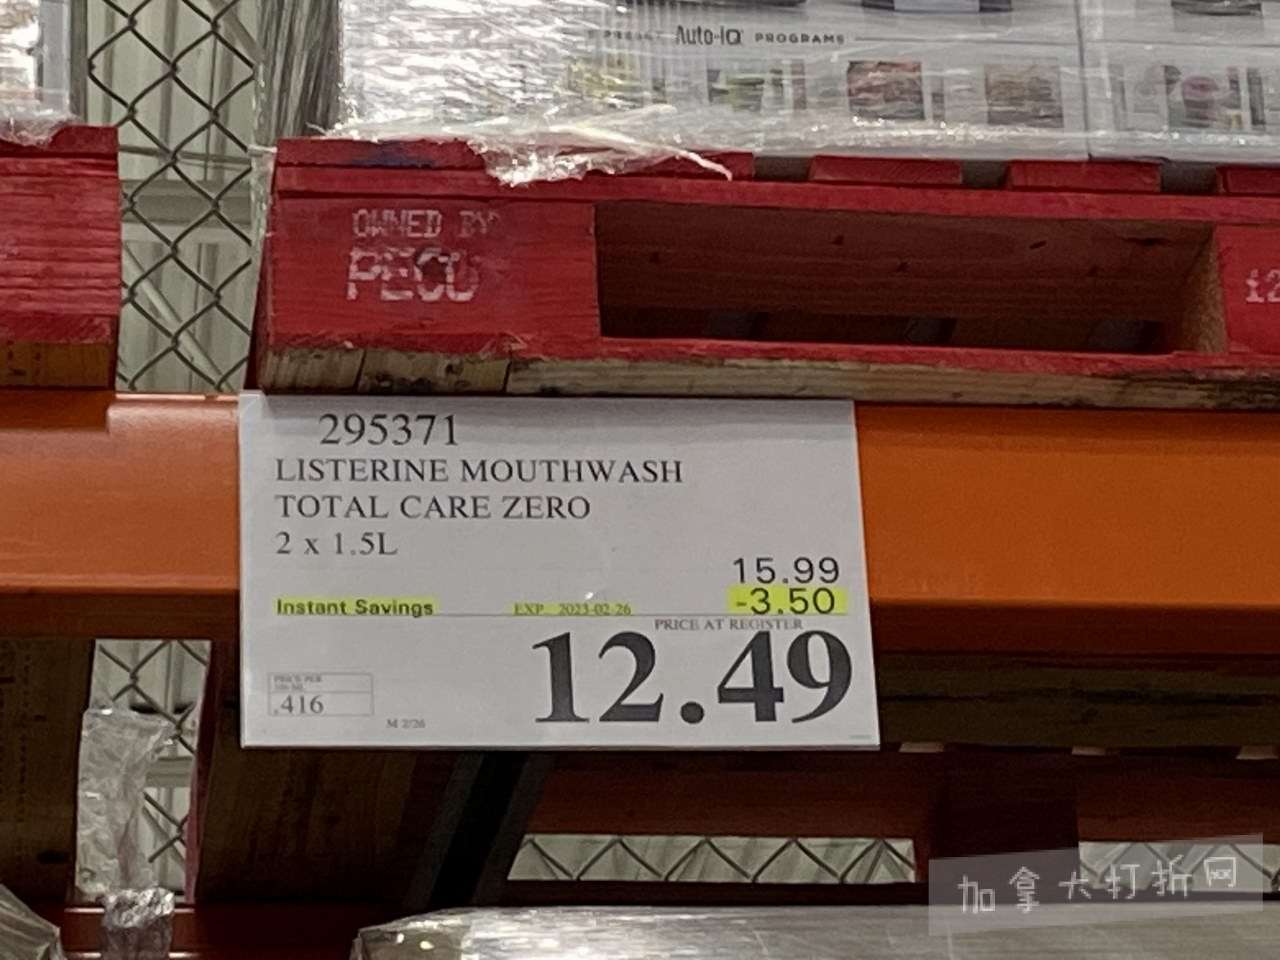 Auto-iQ PROGRAMS
OWNED BY
PECO
295371
LISTERINE MOUTHWASH
TOTAL CARE ZERO
2 x 1.5L
15.99
Instant Savings EXP. 2023-02-26 -3.50
PRICE AT REGISTER
12.49
PRICE PER
.416
M 2/26
加拿大打折网